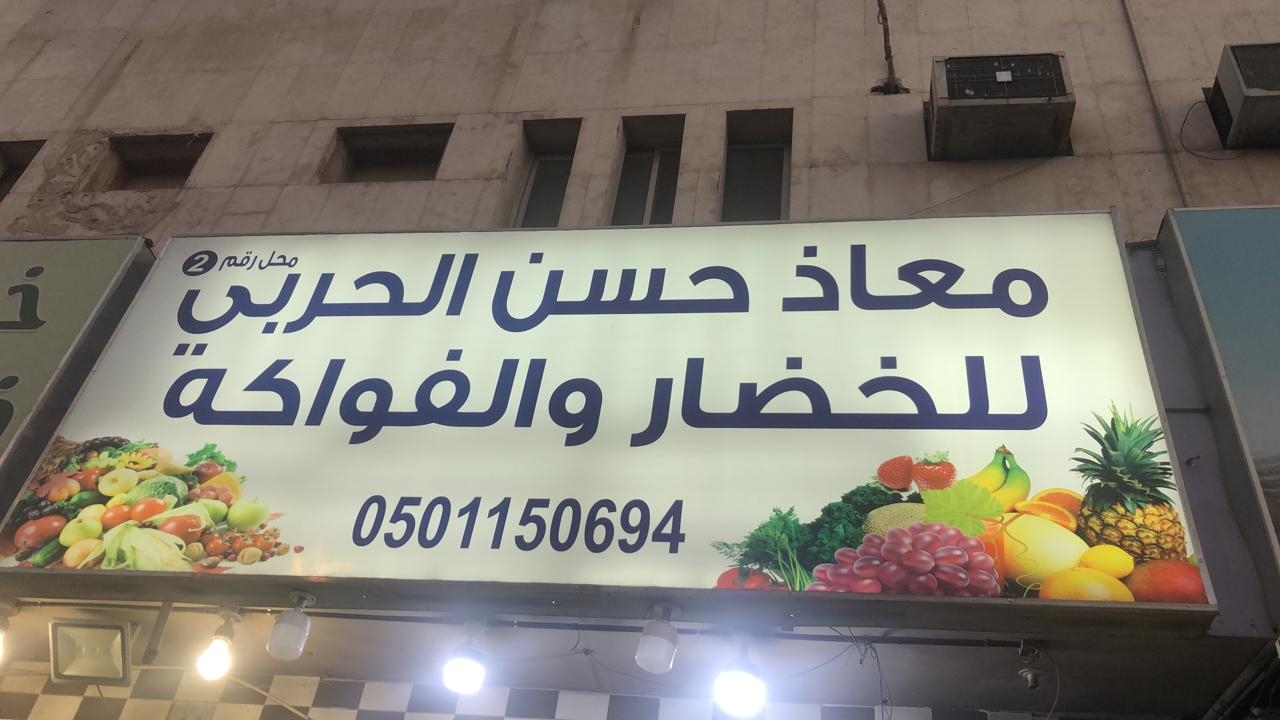 معاذ حسن الحربي
محل رقم 2
للخضار والفواكة
0501150694